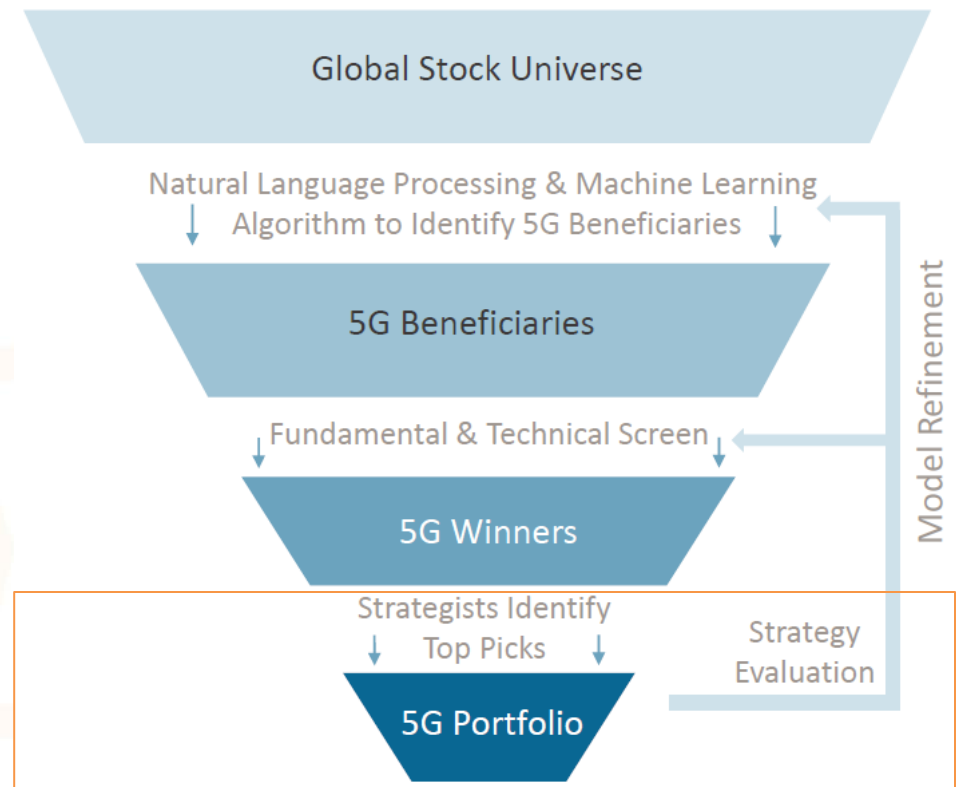 Global Stock Universe
Natural Language Processing & Machine Learning
Algorithm to Identify 5G Beneficiaries
5G Beneficiaries
Fundamental & Technical Screen
5G Winners
Strategists Identify
Top Picks
5G Portfolio
Strategy
Evaluation
Model Refinement